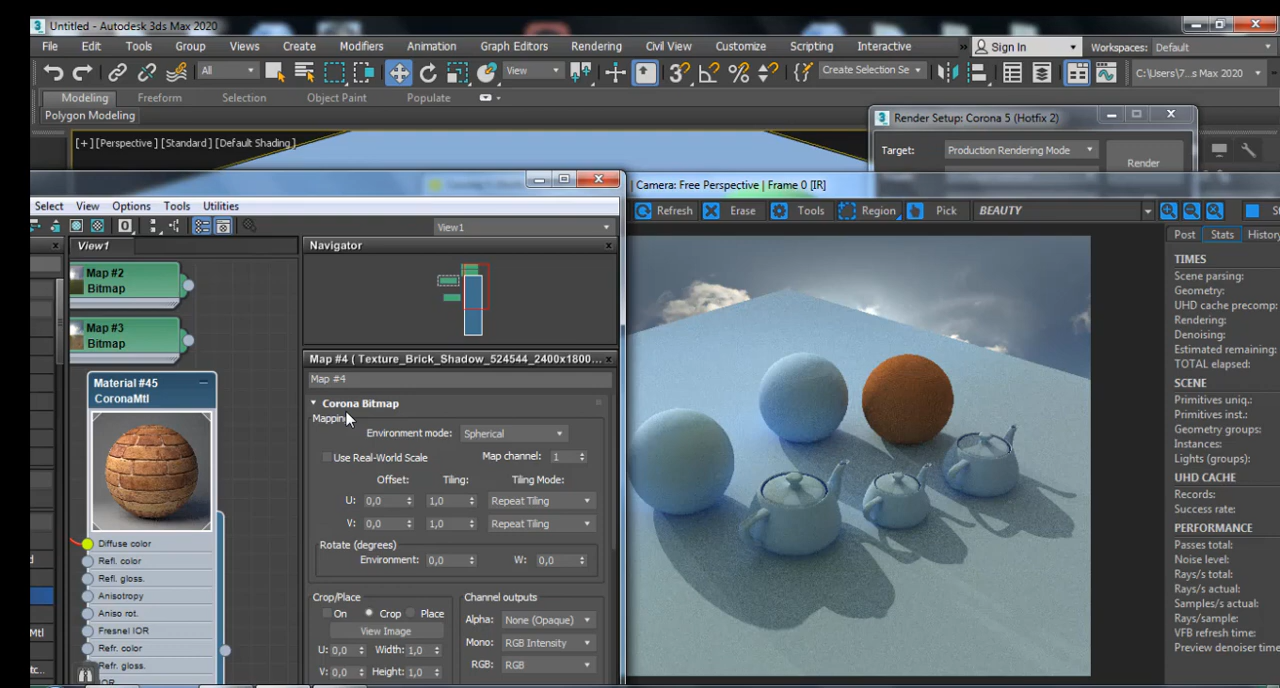 Untitled - Autodesk 3ds Max 2020
File Edit Tools Group Views Create Modifiers Animation Graph Editors Rendering Civil View Customize Scripting Interactive » Sign In Workspaces: Default
All View Create Selection Se C:\Users\7...s Max 2020
Modeling Freeform Selection Object Paint Populate
Polygon Modeling
[+] [Perspective ] [Standard ] [Default Shading]
Render Setup: Corona 5 (Hotfix 2)
Target: Production Rendering Mode
Render
| Camera: Free Perspective | Frame 0 [IR]
Refresh Erase Tools Region Pick BEAUTY
Post Stats History
TIMES
Scene parsing:
Geometry:
UHD cache precomp:
Rendering:
Denoising:
Estimated remaining:
TOTAL elapsed:
SCENE
Primitives uniq.:
Primitives inst.:
Geometry groups:
Instances:
Lights (groups):
UHD CACHE
Records:
Success rate:
PERFORMANCE
Passes total:
Noise level:
Rays/s total:
Rays/s actual:
Samples/s actual:
Rays/sample:
VFB refresh time:
Preview denoiser time
Select View Options Tools Utilities
View1
View1
Map #2
Bitmap
Map #3
Bitmap
Material #45
CoronaMtl
Diffuse color
Refl. color
Refl. gloss.
Anisotropy
Aniso rot.
Fresnel IOR
Refr. color
Refr. gloss.
IOR
Mtl
tc...
Navigator
Map #4 ( Texture_Brick_Shadow_524544_2400x1800...
Map #4
Corona Bitmap
Mapping
Environment mode: Spherical
Use Real-World Scale Map channel: 1
Offset: Tiling: Tiling Mode:
U: 0,0 1,0 Repeat Tiling
V: 0,0 1,0 Repeat Tiling
Rotate (degrees)
Environment: 0,0 W: 0,0
Crop/Place Channel outputs
On Crop Place Alpha: None (Opaque)
View Image Mono: RGB Intensity
U: 0,0 Width: 1,0 RGB: RGB
V: 0,0 Height: 1,0